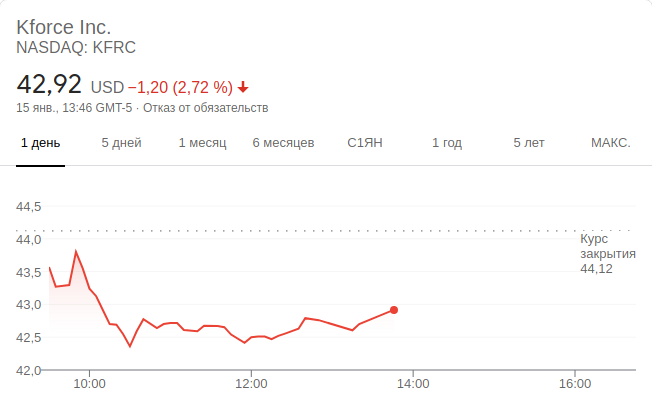 Kforce Inc.
NASDAQ: KFRC
42,92 USD −1,20 (2,72 %)
15 янв., 13:46 GMT-5 · Отказ от обязательств
1 день 5 дней 1 месяц 6 месяцев С1ЯН 1 год 5 лет МАКС.
44,5
44,0
43,5
43,0
42,5
42,0
Курс
закрытия
44,12
10:00 12:00 14:00 16:00